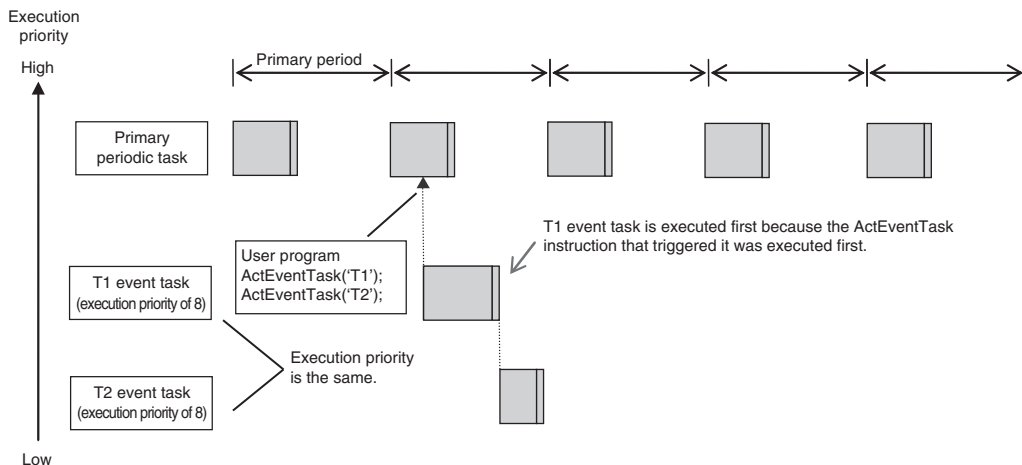 Execution
priority
High
Primary period
Primary
periodic task
T1 event task is executed first because the ActEventTask
instruction that triggered it was executed first.
User program
ActEventTask(‘T1’);
ActEventTask(‘T2’);
T1 event task
(execution priority of 8)
Execution priority
is the same.
T2 event task
(execution priority of 8)
Low